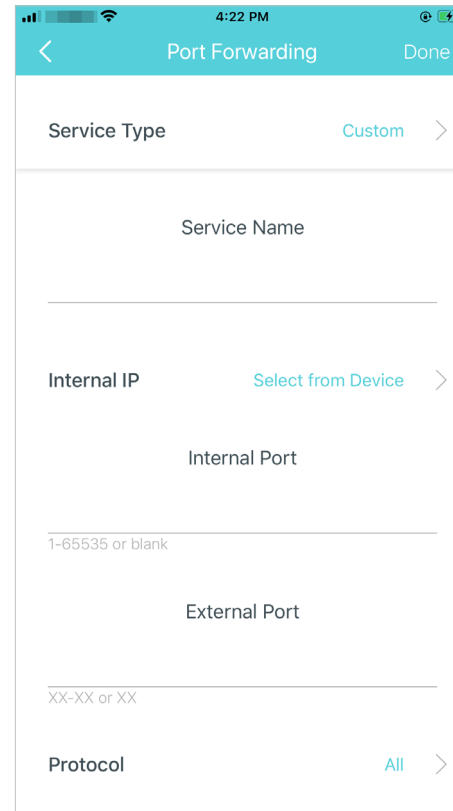 4:22 PM
Port Forwarding Done
Service Type Custom
Service Name
Internal IP Select from Device
Internal Port
1-65535 or blank
External Port
XX-XX or XX
Protocol All